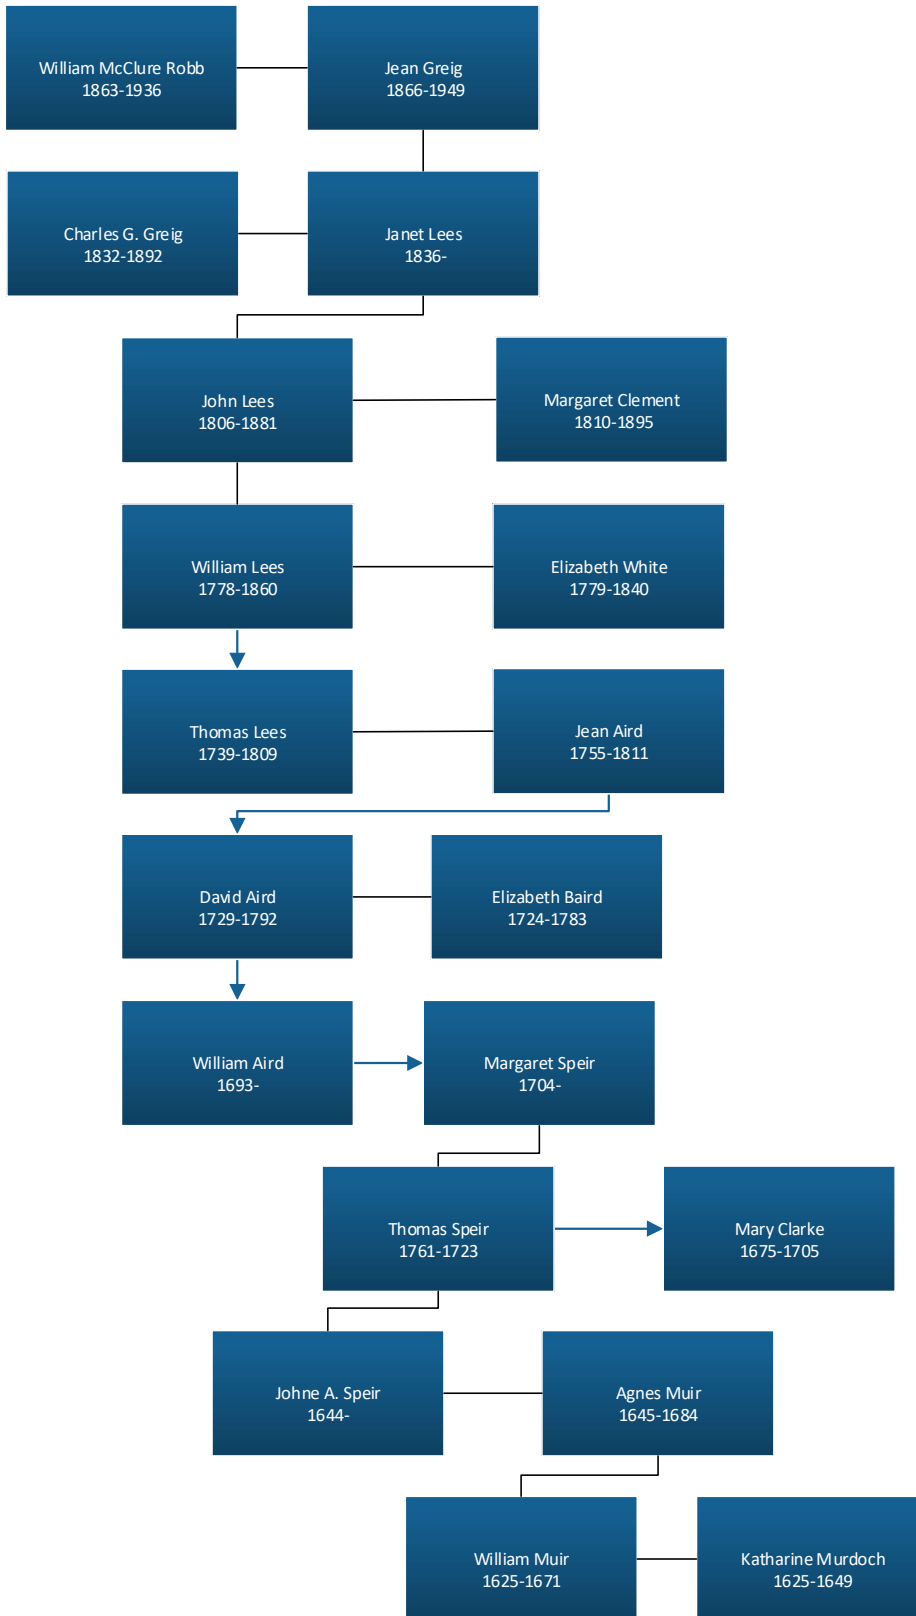 William McClure Robb
1863-1936
Jean Greig
1866-1949
Charles G. Greig
1832-1892
Janet Lees
1836-
John Lees
1806-1881
Margaret Clement
1810-1895
William Lees
1778-1860
Elizabeth White
1779-1840
Thomas Lees
1739-1809
Jean Aird
1755-1811
David Aird
1729-1792
Elizabeth Baird
1724-1783
William Aird
1693-
Margaret Speir
1704-
Thomas Speir
1761-1723
Mary Clarke
1675-1705
Johne A. Speir
1644-
Agnes Muir
1645-1684
William Muir
1625-1671
Katharine Murdoch
1625-1649